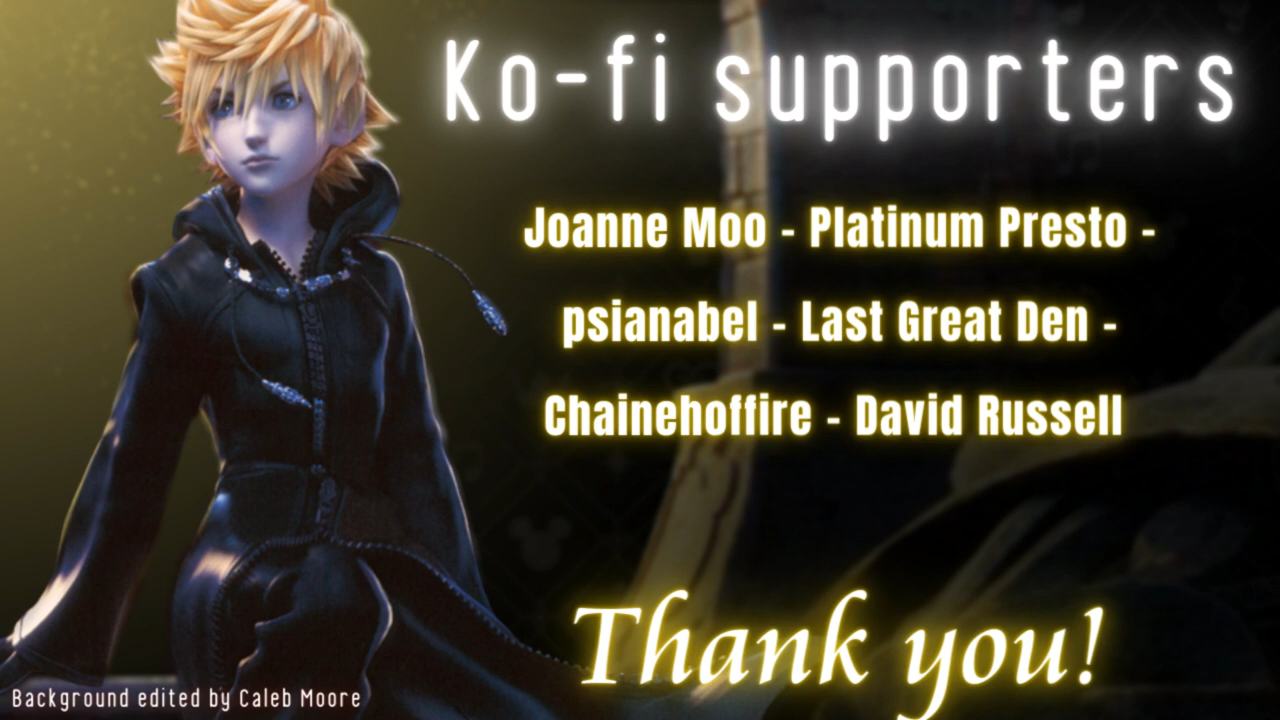 Ko-fi supporters
Joanne Moo - Platinum Presto -
psianabel - Last Great Den -
Chainehoffire - David Russell
Thank you!
Background edited by Caleb Moore